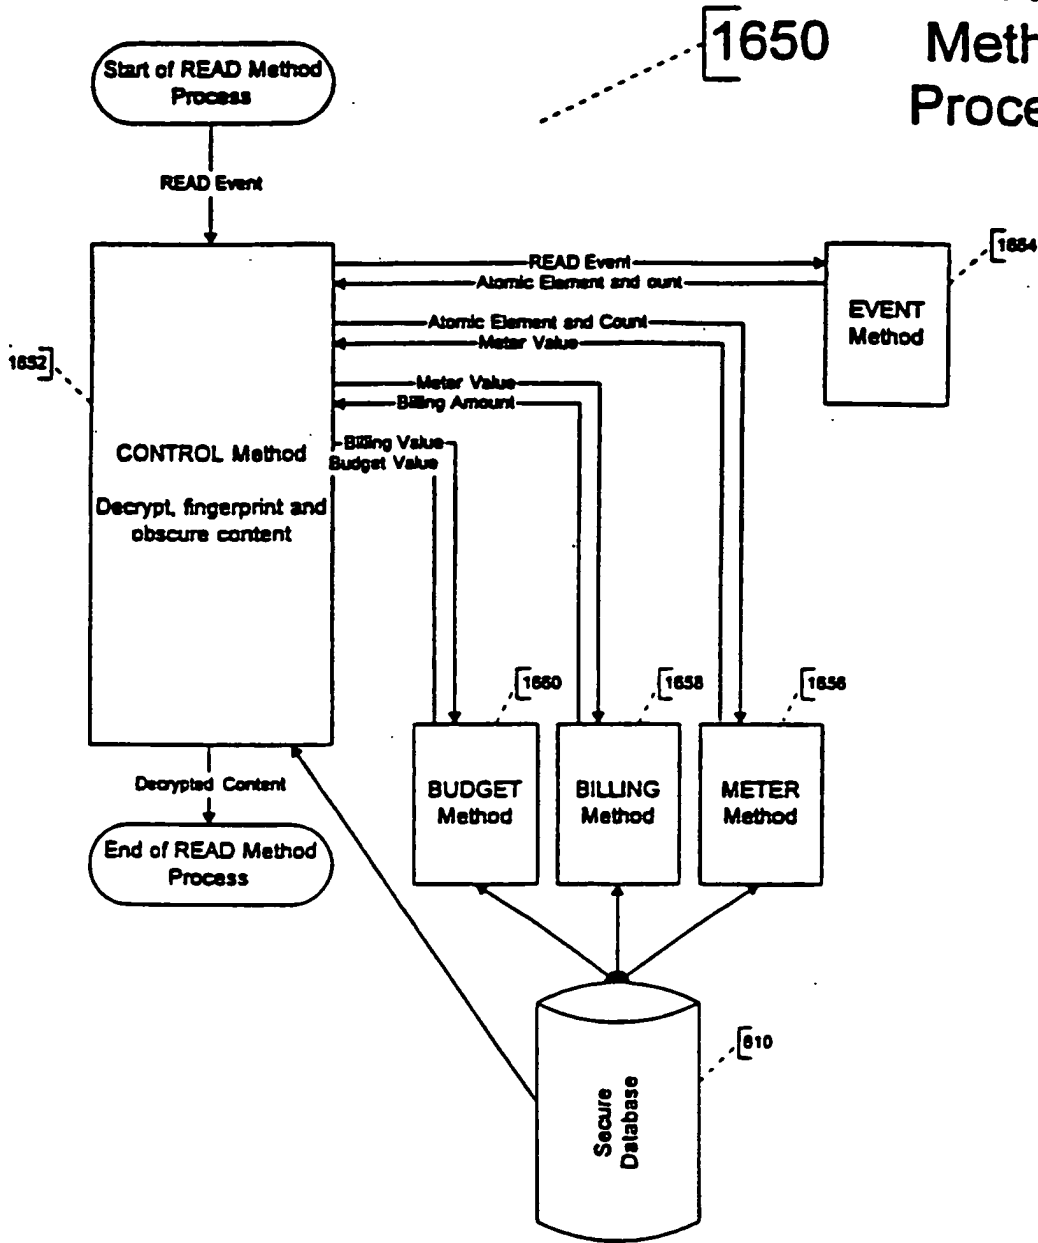 1650
Meth
Proce
Start of READ Method
Process
READ Event
READ Event
Atomic Element and ount
1654
EVENT
Method
Atomic Element and Count
Meter Value
1652
Meter Value
Billing Amount
Billing Value
Budget Value
CONTROL Method
Decrypt, fingerprint and
obscure content
1660
1658
1656
BUDGET
Method
BILLING
Method
METER
Method
Decrypted Content
End of READ Method
Process
610
Secure
Database